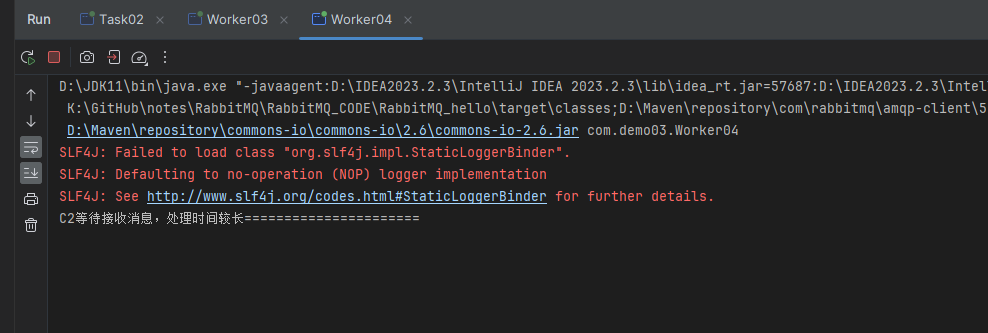 Run Task02 Worker03 Worker04
D:\JDK11\bin\java.exe "-javaagent:D:\IDEA2023.2.3\IntelliJ IDEA 2023.2.3\lib\idea_rt.jar=57687:D:\IDEA2023.2.3\Intell
K:\GitHub\notes\RabbitMQ\RabbitMQ_CODE\RabbitMQ_hello\target\classes;D:\Maven\repository\com\rabbitmq\amqp-client\5
D:\Maven\repository\commons-io\commons-io\2.6\commons-io-2.6.jar com.demo03.Worker04
SLF4J: Failed to load class "org.slf4j.impl.StaticLoggerBinder".
SLF4J: Defaulting to no-operation (NOP) logger implementation
SLF4J: See http://www.slf4j.org/codes.html#StaticLoggerBinder for further details.
C2等待接收消息，处理时间较长======================